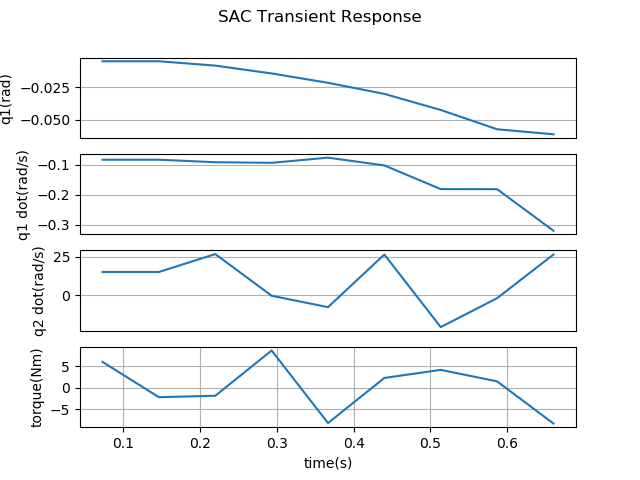 SAC Transient Response
q1(rad)
−0.025
−0.050
q1 dot(rad/s)
−0.1
−0.2
−0.3
q2 dot(rad/s)
25
0
torque(Nm)
5
0
−5
0.1 0.2 0.3 0.4 0.5 0.6
time(s)